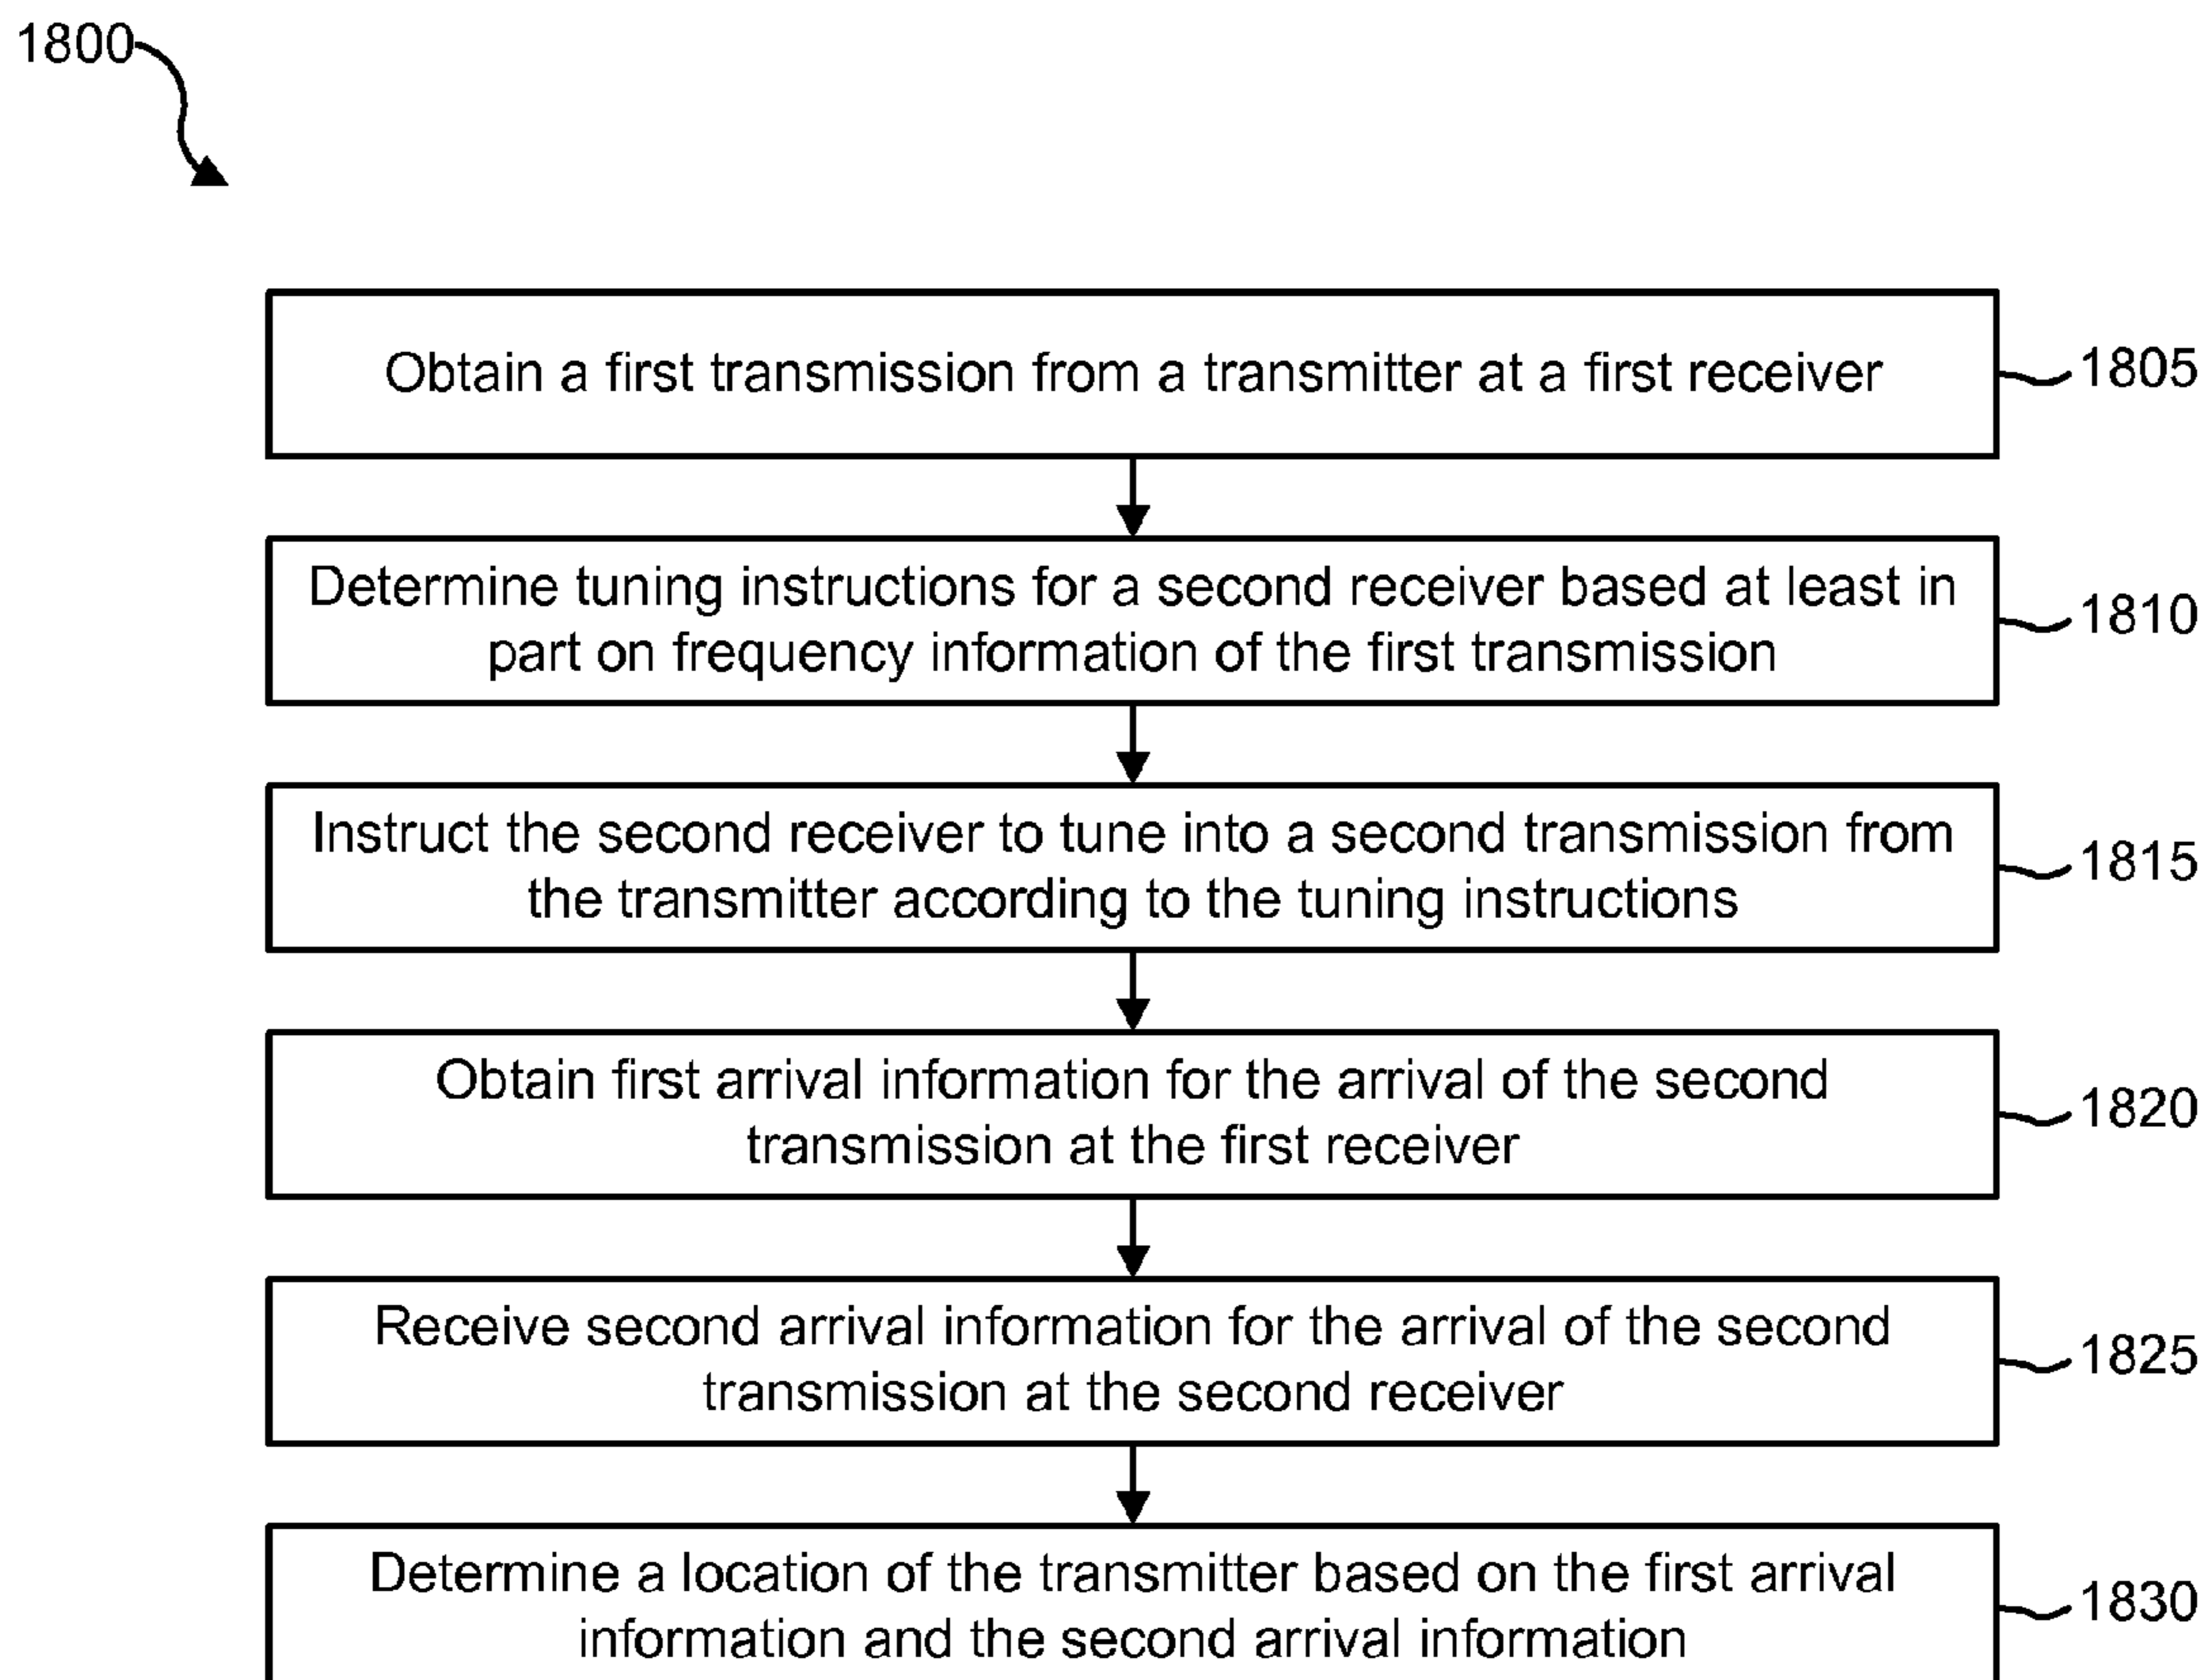 1800
Obtain a first transmission from a transmitter at a first receiver
1805
Determine tuning instructions for a second receiver based at least in
part on frequency information of the first transmission
1810
Instruct the second receiver to tune into a second transmission from
the transmitter according to the tuning instructions
1815
Obtain first arrival information for the arrival of the second
transmission at the first receiver
1820
Receive second arrival information for the arrival of the second
transmission at the second receiver
1825
Determine a location of the transmitter based on the first arrival
information and the second arrival information
1830